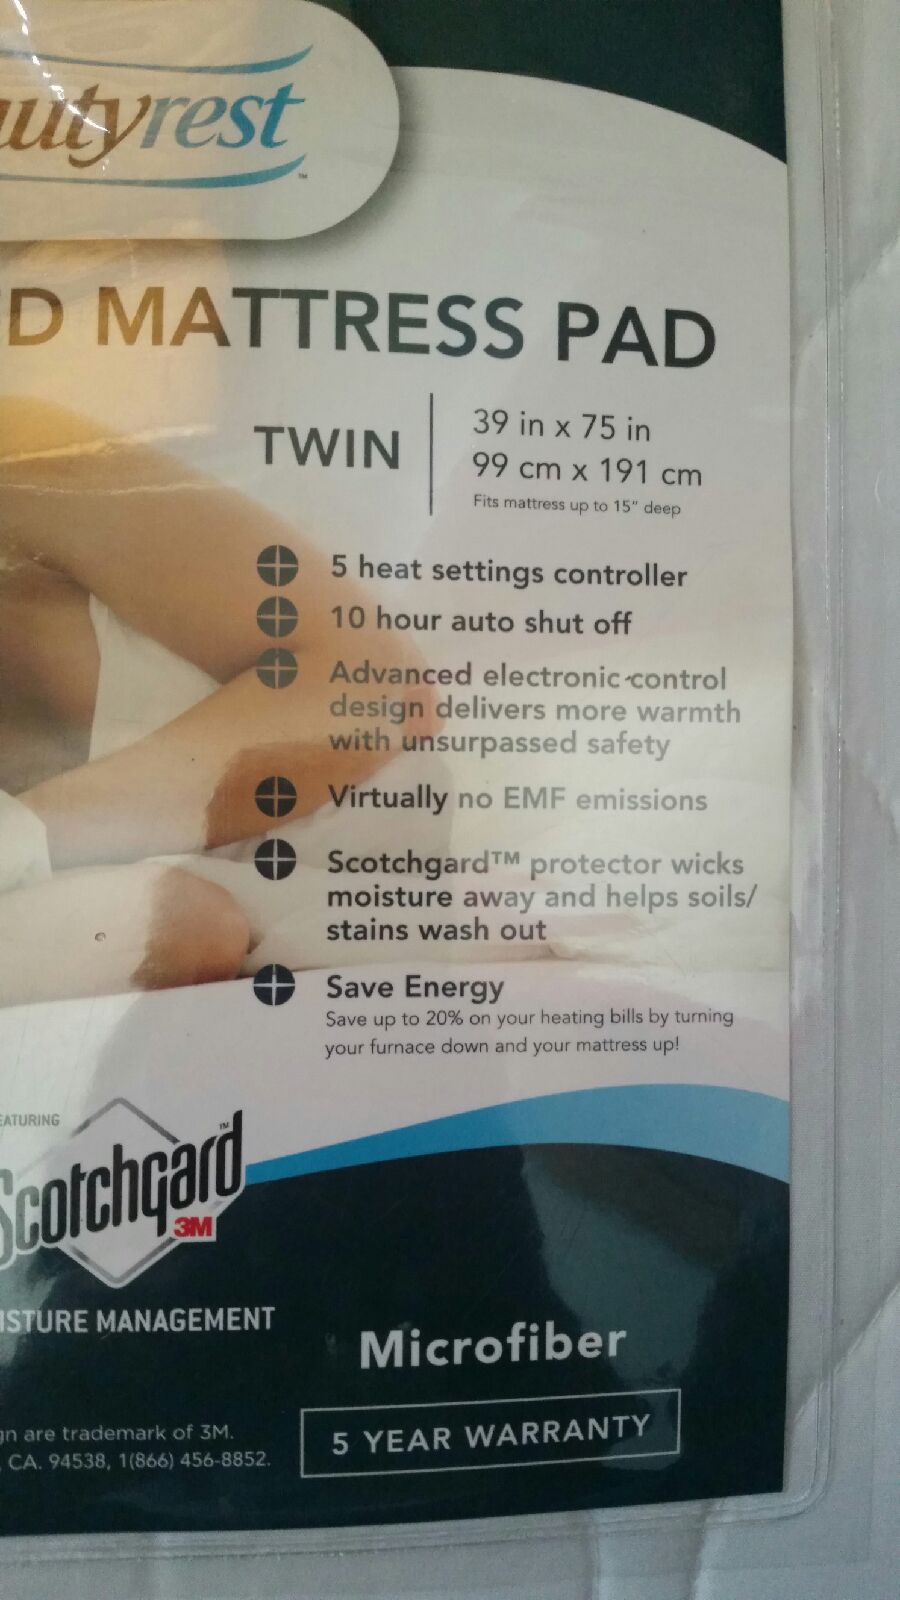 utyrest™
D MATTRESS PAD
TWIN
39 in x 75 in
99 cm x 191 cm
Fits mattress up to 15" deep
5 heat settings controller
10 hour auto shut off
Advanced electronic-control
design delivers more warmth
with unsurpassed safety
Virtually no EMF emissions
Scotchgard™ protector wicks
moisture away and helps soils/
stains wash out
Save Energy
Save up to 20% on your heating bills by turning
your furnace down and your mattress up!
EATURING
Scotchgard™
3M
ISTURE MANAGEMENT
Microfiber
gn are trademark of 3M.
, CA. 94538, 1(866) 456-8852.
5 YEAR WARRANTY